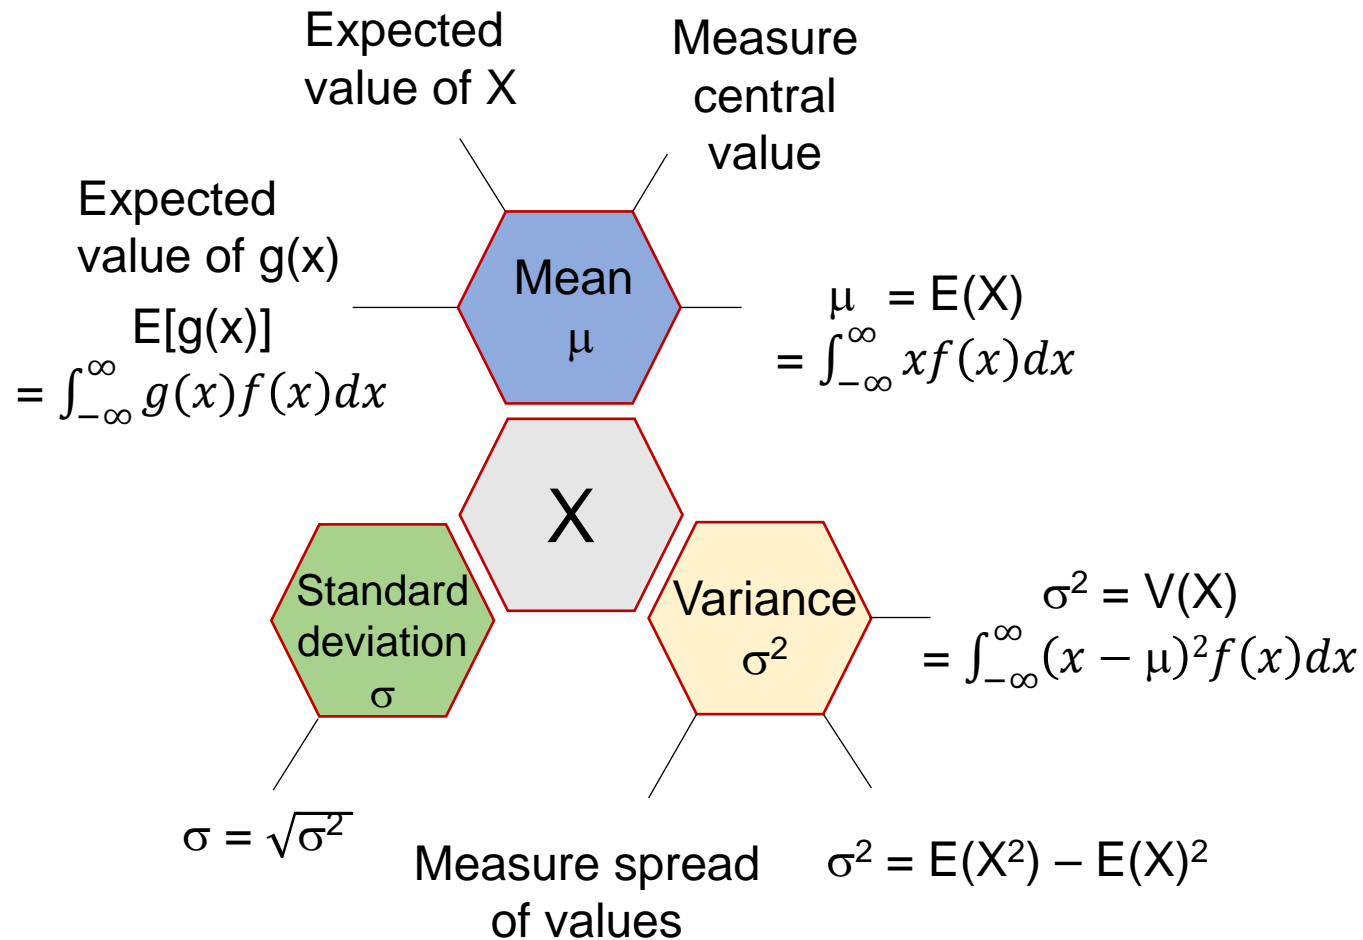 Expected
value of X
Measure
central
value
Expected
value of g(x)
E[g(x)]
= ∫_{-∞}^{∞} g(x)f(x)dx
Mean
μ
μ = E(X)
= ∫_{-∞}^{∞} xf(x)dx
X
Standard
deviation
σ
Variance
σ²
σ² = V(X)
= ∫_{-∞}^{∞} (x − μ)²f(x)dx
σ = √σ²
Measure spread
of values
σ² = E(X²) – E(X)²